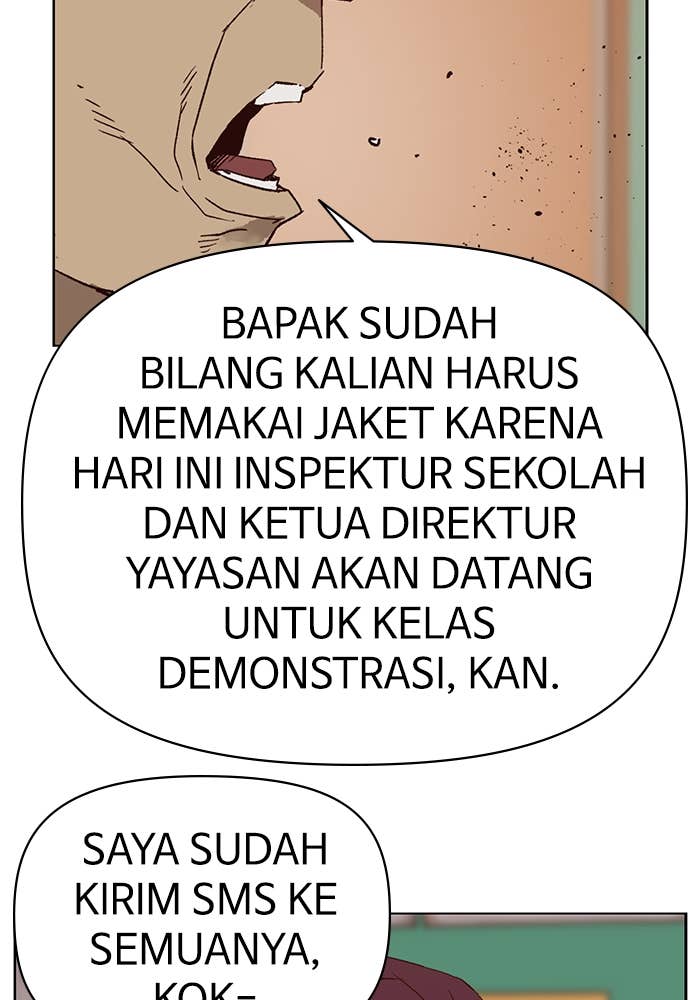 BAPAK SUDAH
BILANG KALIAN HARUS
MEMAKAI JAKET KARENA
HARI INI INSPEKTUR SEKOLAH
DAN KETUA DIREKTUR
YAYASAN AKAN DATANG
UNTUK KELAS
DEMONSTRASI, KAN.
SAYA SUDAH
KIRIM SMS KE
SEMUANYA,
KOK-